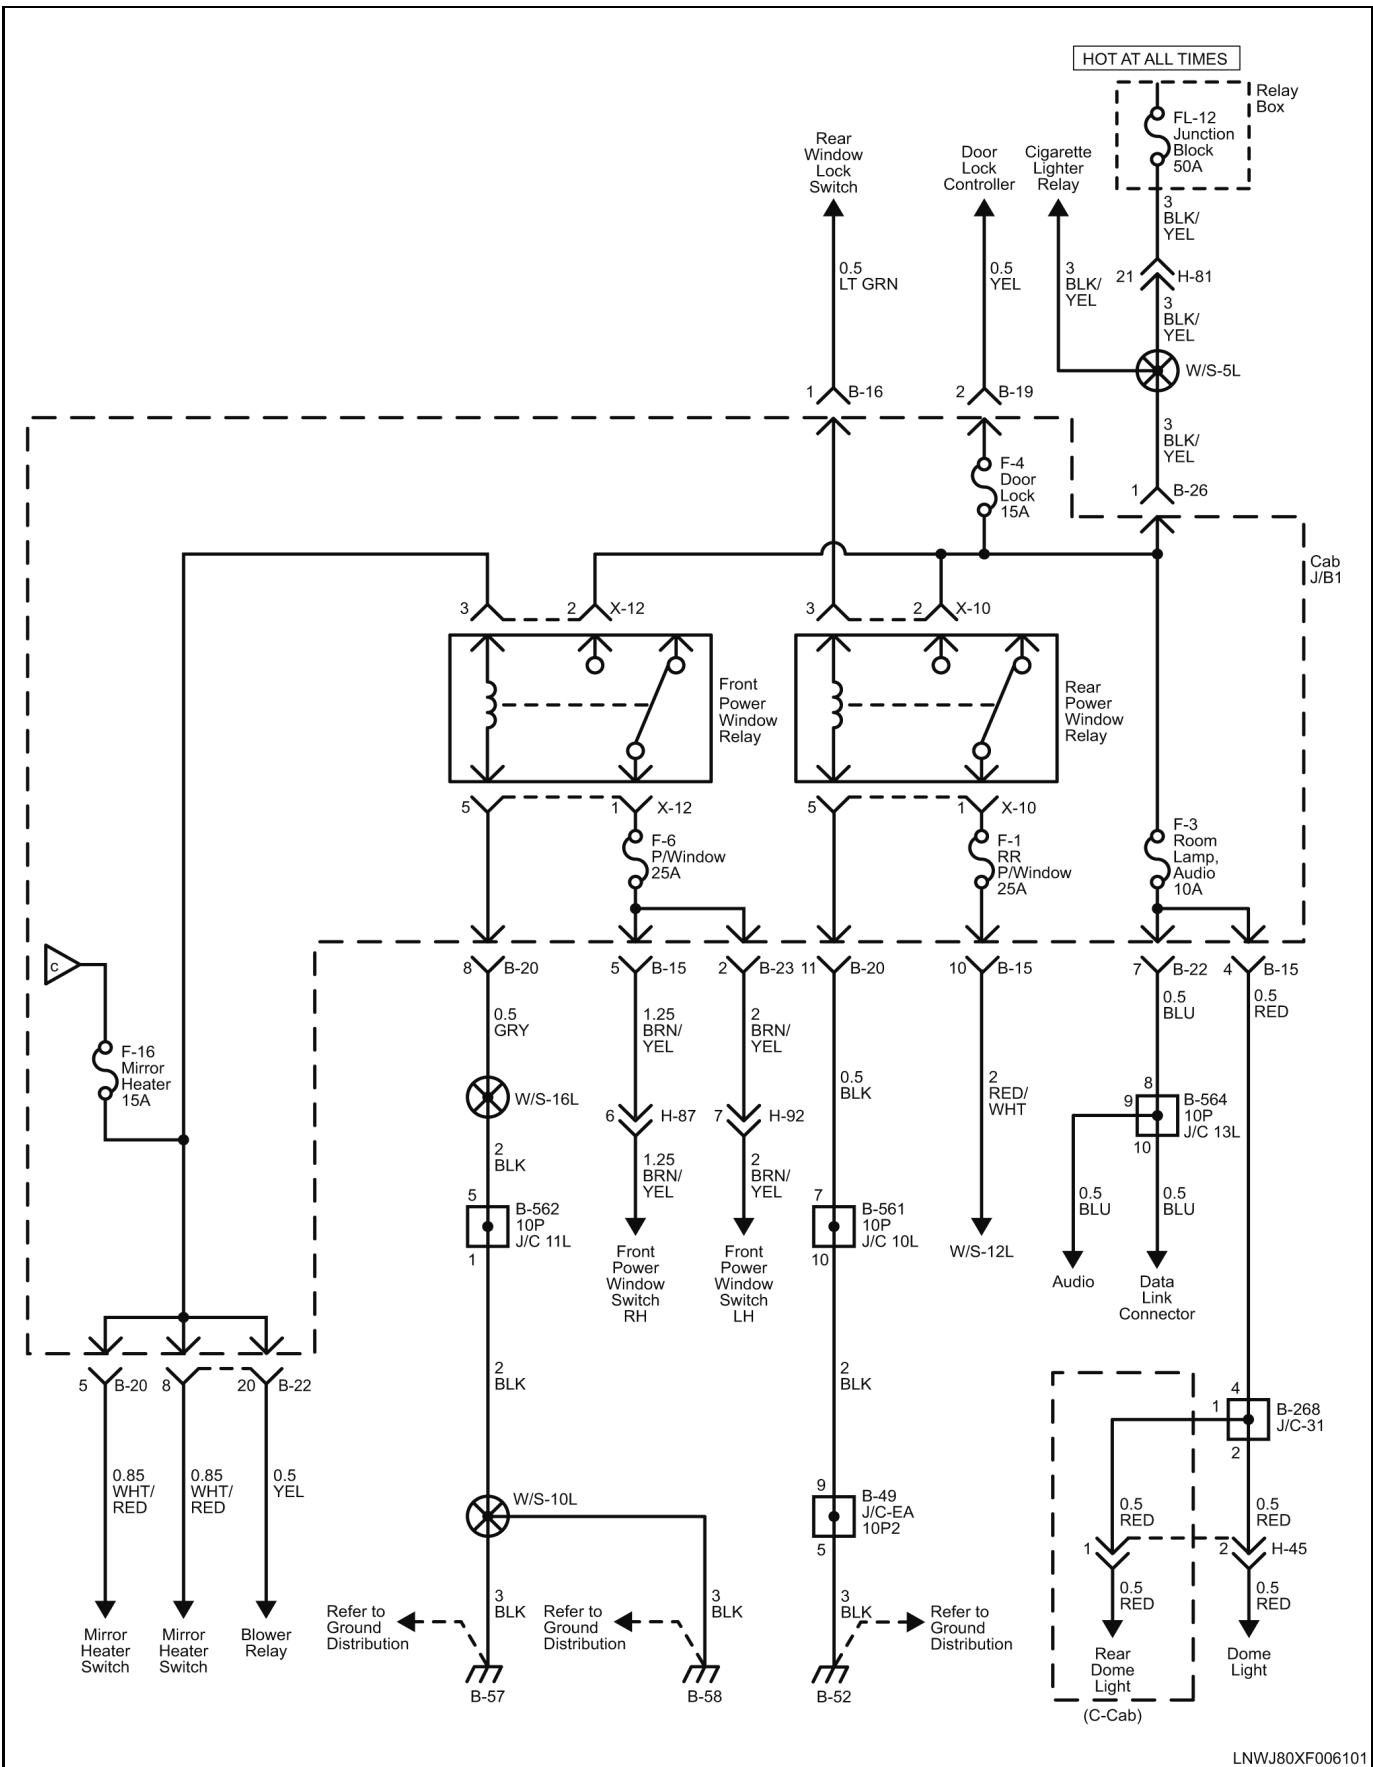 HOT AT ALL TIMES
Relay
Box
FL-12
Junction
Block
50A
Rear
Window
Lock
Switch
Door
Lock
Controller
Cigarette
Lighter
Relay
3
BLK/
YEL
0.5
LT GRN
0.5
YEL
3
BLK/
YEL
21
H-81
3
BLK/
YEL
W/S-5L
1
B-16
2
B-19
3
BLK/
YEL
F-4
Door
Lock
15A
1
B-26
Cab
J/B1
3
2
X-12
3
2
X-10
Front
Power
Window
Relay
Rear
Power
Window
Relay
5
1
X-12
5
1
X-10
F-6
P/Window
25A
F-1
RR
P/Window
25A
F-3
Room
Lamp,
Audio
10A
c
8
B-20
5
B-15
2
B-23
11
B-20
10
B-15
7
B-22
4
B-15
0.5
GRY
1.25
BRN/
YEL
2
BRN/
YEL
0.5
BLU
0.5
RED
F-16
Mirror
Heater
15A
W/S-16L
0.5
BLK
2
RED/
WHT
6
H-87
7
H-92
8
9
10
B-564
10P
J/C 13L
2
BLK
1.25
BRN/
YEL
2
BRN/
YEL
0.5
BLU
0.5
BLU
5
1
B-562
10P
J/C 11L
7
10
B-561
10P
J/C 10L
Front
Power
Window
Switch
RH
Front
Power
Window
Switch
LH
W/S-12L
Audio
Data
Link
Connector
5
B-20
8
20
B-22
2
BLK
2
BLK
4
1
2
B-268
J/C-31
0.85
WHT/
RED
0.85
WHT/
RED
0.5
YEL
W/S-10L
9
5
B-49
J/C-EA
10P2
0.5
RED
0.5
RED
1
2
H-45
0.5
RED
0.5
RED
Mirror
Heater
Switch
Mirror
Heater
Switch
Blower
Relay
Refer to
Ground
Distribution
3
BLK
Refer to
Ground
Distribution
3
BLK
3
BLK
Refer to
Ground
Distribution
B-57
B-58
B-52
Rear
Dome
Light
Dome
Light
(C-Cab)
LNWJ80XF006101